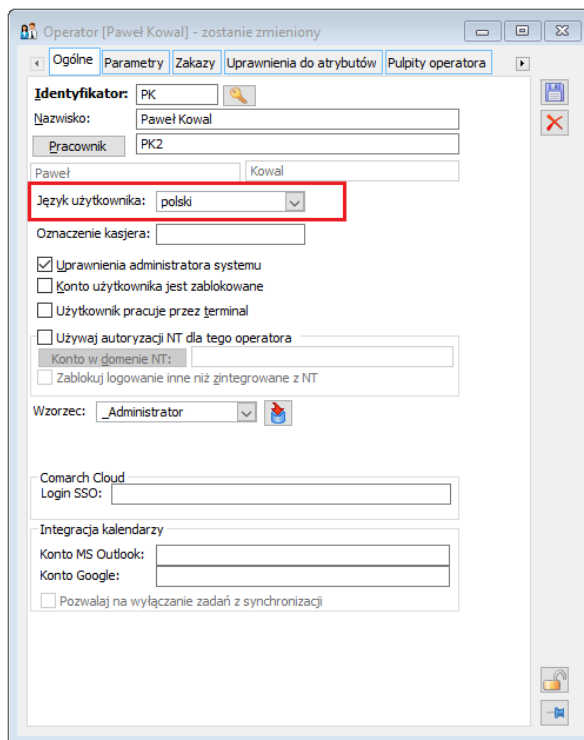 Operator [Paweł Kowal] - zostanie zmieniony
Ogólne Parametry Zakazy Uprawnienia do atrybutów Pulpity operatora
Identyfikator: PK
Nazwisko: Paweł Kowal
Pracownik PK2
Paweł Kowal
Język użytkownika: polski
Oznaczenie kasjera:
Uprawnienia administratora systemu
Konto użytkownika jest zablokowane
Użytkownik pracuje przez terminal
Używaj autoryzacji NT dla tego operatora
Konto w domenie NT:
Zablokuj logowanie inne niż zintegrowane z NT
Wzorzec: _Administrator
Comarch Cloud
Login SSO:
Integracja kalendarzy
Konto MS Outlook:
Konto Google:
Pozwalaj na wyłączanie zadań z synchronizacji